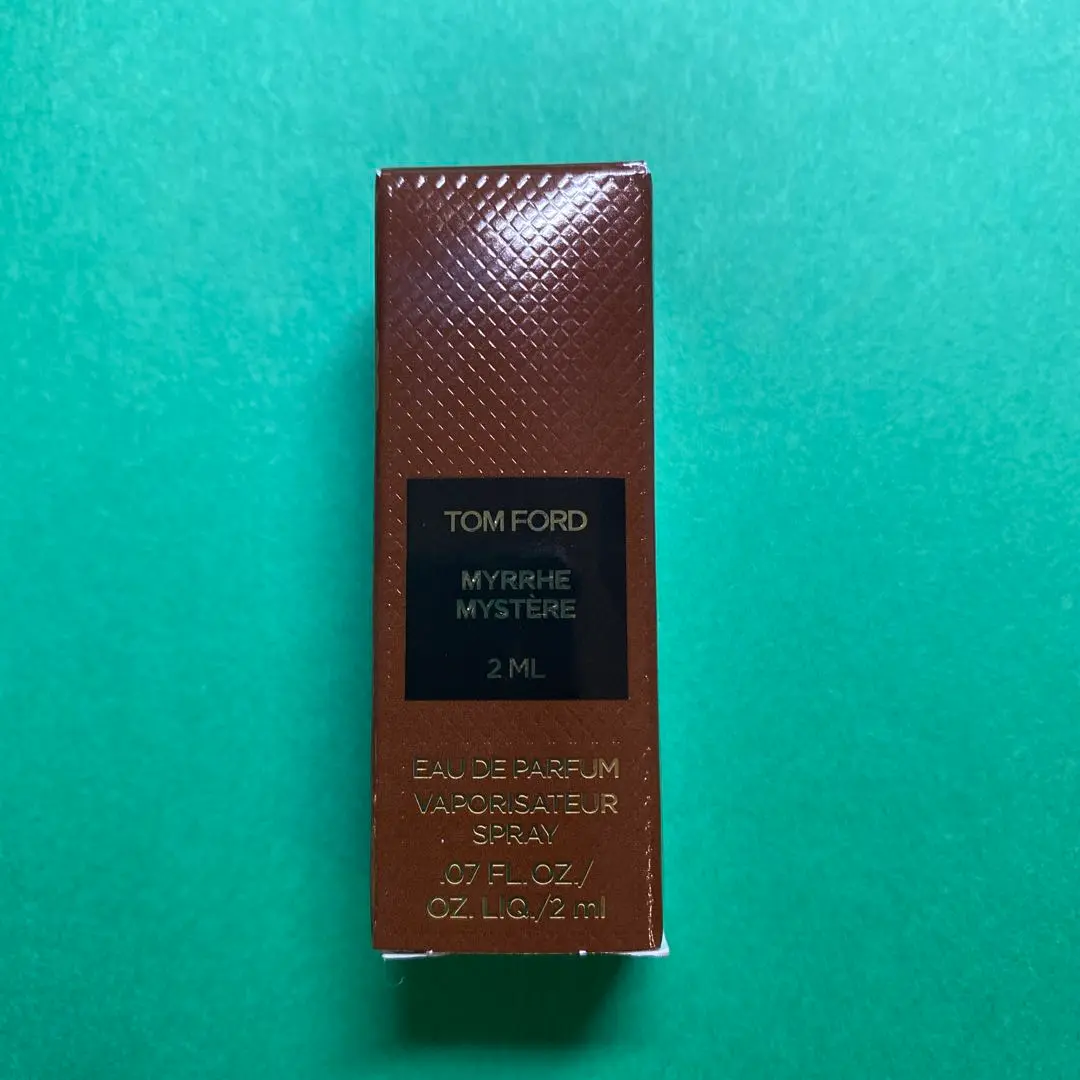 TOM FORD
MYRRHE
MYSTÈRE
2 ML
EAU DE PARFUM
VAPORISATEUR
SPRAY
.07 FL. OZ./
OZ. LIQ./2 ml